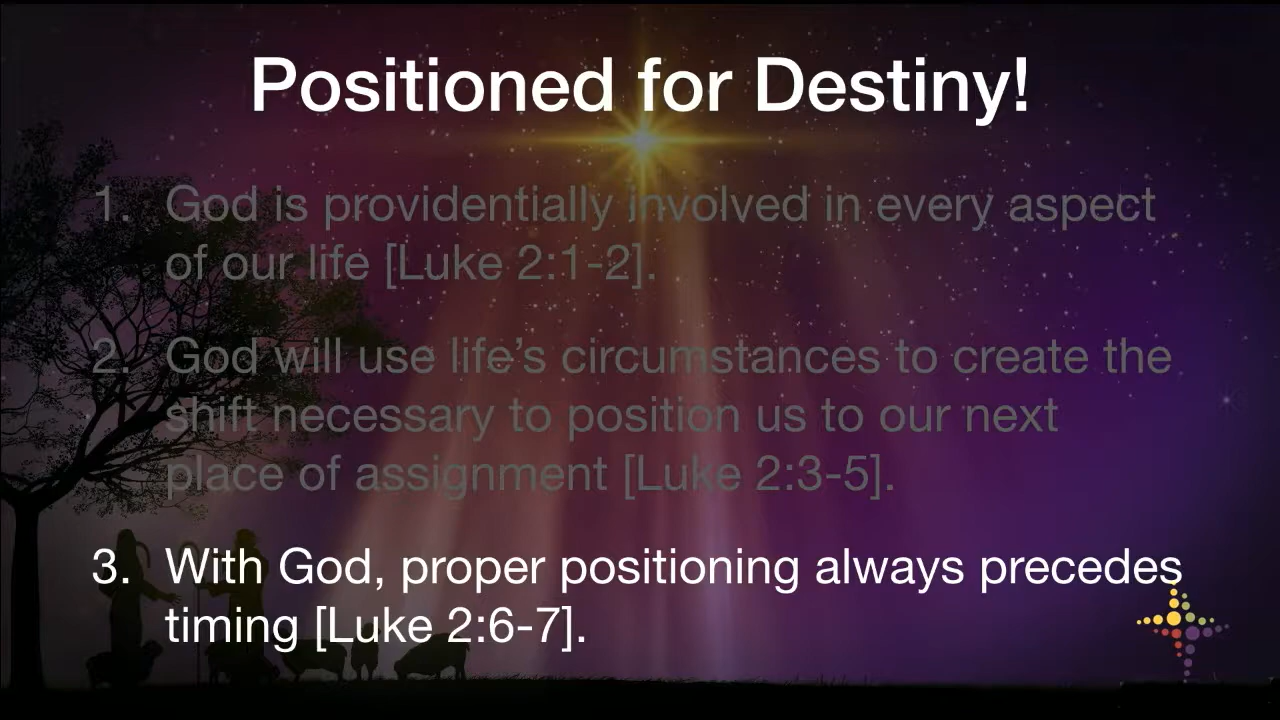 Positioned for Destiny!
1. God is providentially involved in every aspect
of our life [Luke 2:1-2].
2. God will use life’s circumstances to create the
shift necessary to position us to our next
place of assignment [Luke 2:3-5].
3. With God, proper positioning always precedes
timing [Luke 2:6-7].